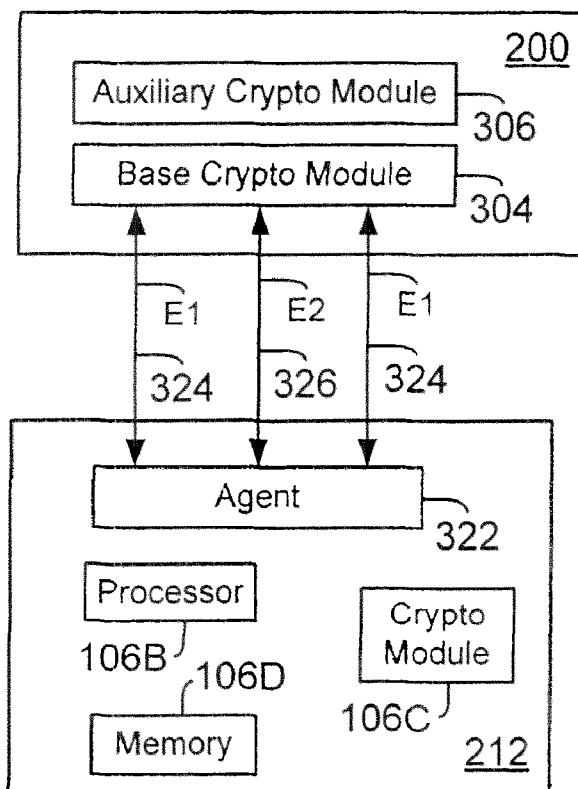 200
Auxiliary Crypto Module
306
Base Crypto Module
304
E1 E2 E1
324 326 324
Agent
322
Processor
106B
Crypto
Module
106C
106D
Memory
212